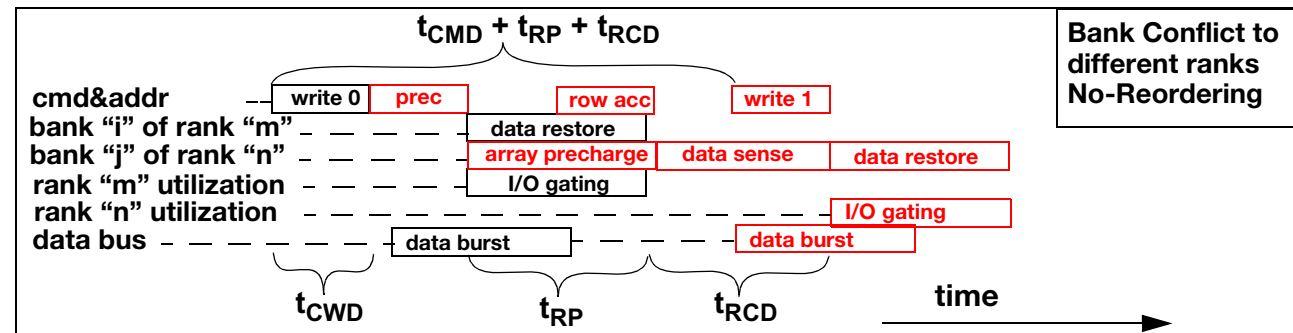 tCMD + tRP + tRCD
Bank Conflict to
different ranks
No-Reordering
cmd&addr write 0 prec row acc write 1
bank “i” of rank “m” data restore
bank “j” of rank “n” array precharge data sense data restore
rank “m” utilization I/O gating
rank “n” utilization I/O gating
data bus data burst data burst
tCWD tRP tRCD time